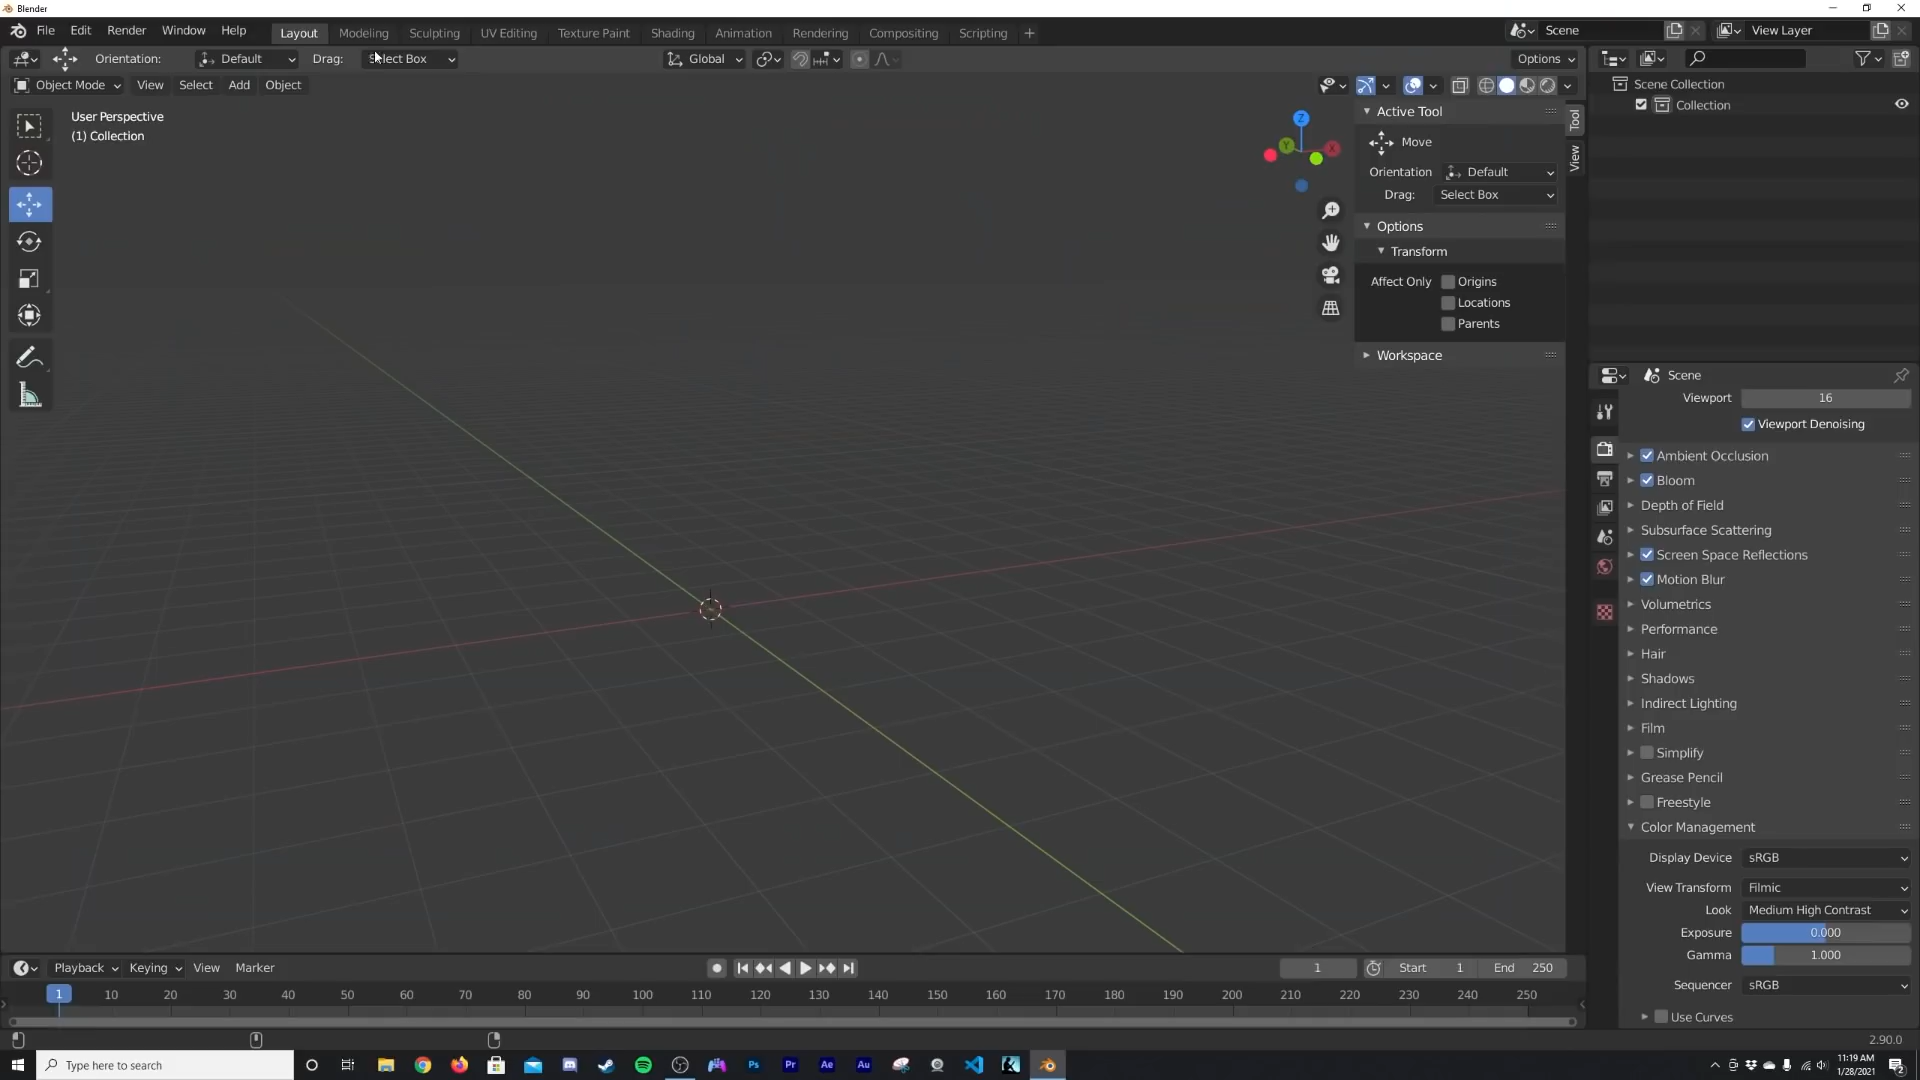 Blender
File Edit Render Window Help Layout Modeling Sculpting UV Editing Texture Paint Shading Animation Rendering Compositing Scripting + Scene View Layer
Orientation: Default Drag: Select Box Global Options
Object Mode View Select Add Object
User Perspective
(1) Collection
Z
Y
X
Active Tool
Move
Orientation Default
Drag: Select Box
Options
Transform
Affect Only Origins
Locations
Parents
Workspace
Tool
View
Scene Collection
Collection
Scene
Viewport 16
Viewport Denoising
Ambient Occlusion
Bloom
Depth of Field
Subsurface Scattering
Screen Space Reflections
Motion Blur
Volumetrics
Performance
Hair
Shadows
Indirect Lighting
Film
Simplify
Grease Pencil
Freestyle
Color Management
Display Device sRGB
View Transform Filmic
Look Medium High Contrast
Exposure 0.000
Gamma 1.000
Sequencer sRGB
Use Curves
Playback Keying View Marker 1 Start 1 End 250
1 10 20 30 40 50 60 70 80 90 100 110 120 130 140 150 160 170 180 190 200 210 220 230 240 250
2.90.0
Type here to search
Ps Pr Ae Au
11:19 AM
1/28/2021
2